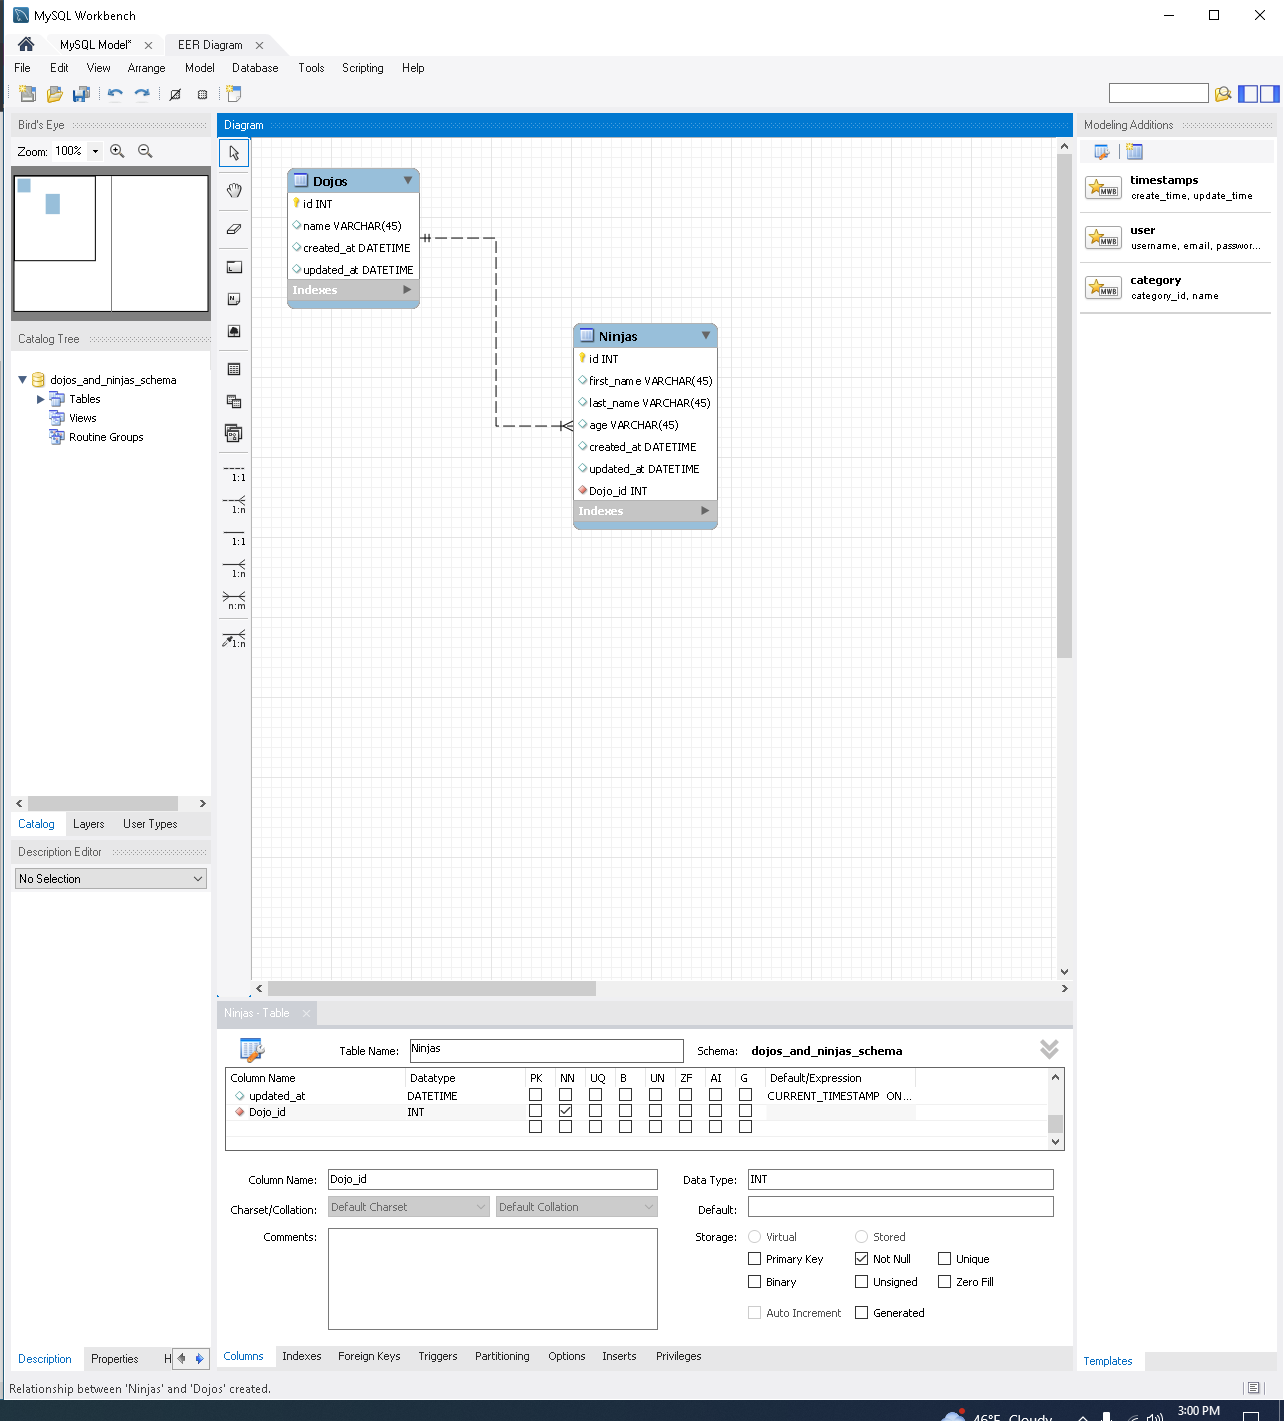 MySQL Workbench
MySQL Model*
EER Diagram
File Edit View Arrange Model Database Tools Scripting Help
Bird's Eye
Zoom: 100%
Catalog Tree
dojos_and_ninjas_schema
Tables
Views
Routine Groups
Catalog Layers User Types
Description Editor
No Selection
Description Properties H
Diagram
1:1
1:n
1:1
1:n
n:m
1:n
Dojos
id INT
name VARCHAR(45)
created_at DATETIME
updated_at DATETIME
Indexes
Ninjas
id INT
first_name VARCHAR(45)
last_name VARCHAR(45)
age VARCHAR(45)
created_at DATETIME
updated_at DATETIME
Dojo_id INT
Indexes
Modeling Additions
MWB
timestamps
create_time, update_time
MWB
user
username, email, passwor...
MWB
category
category_id, name
Templates
Ninjas - Table
Table Name: Ninjas Schema: dojos_and_ninjas_schema
Column Name Datatype PK NN UQ B UN ZF AI G Default/Expression
updated_at DATETIME CURRENT_TIMESTAMP ON...
Dojo_id INT
Column Name: Dojo_id Data Type: INT
Charset/Collation: Default Charset Default Collation Default:
Comments: Storage: Virtual Stored
Primary Key Not Null Unique
Binary Unsigned Zero Fill
Auto Increment Generated
Columns Indexes Foreign Keys Triggers Partitioning Options Inserts Privileges
Relationship between 'Ninjas' and 'Dojos' created.
46°F Cloudy
3:00 PM